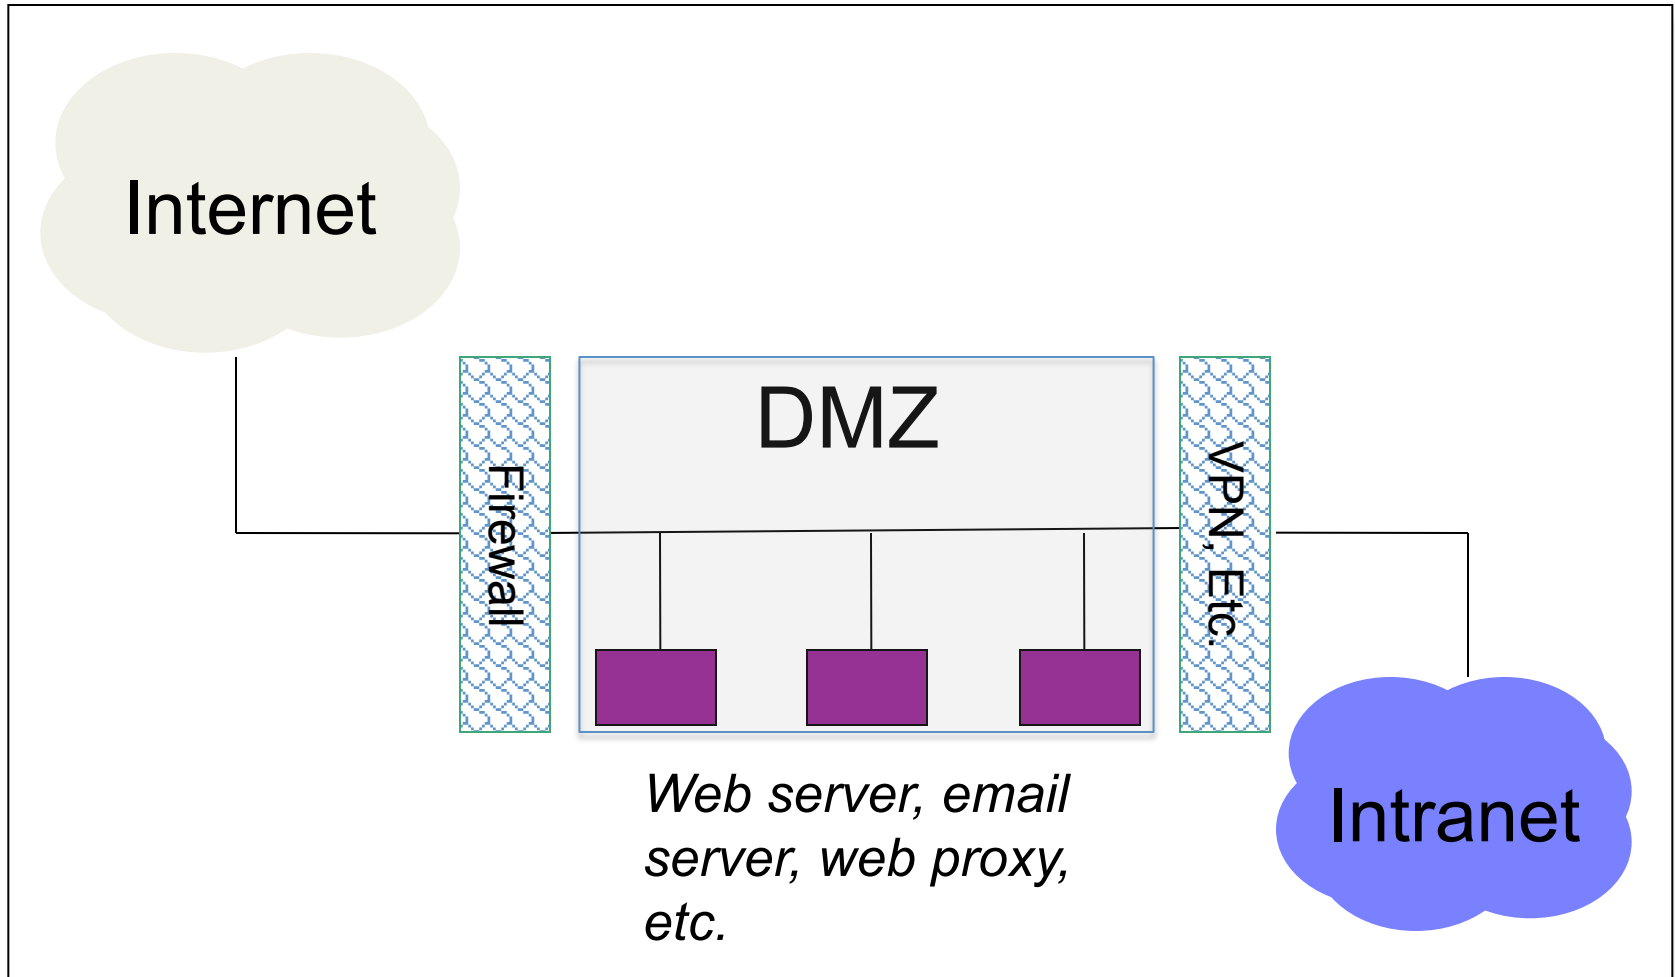 Internet
DMZ
Firewall
VPN, Etc.
Web server, email
server, web proxy,
etc.
Intranet